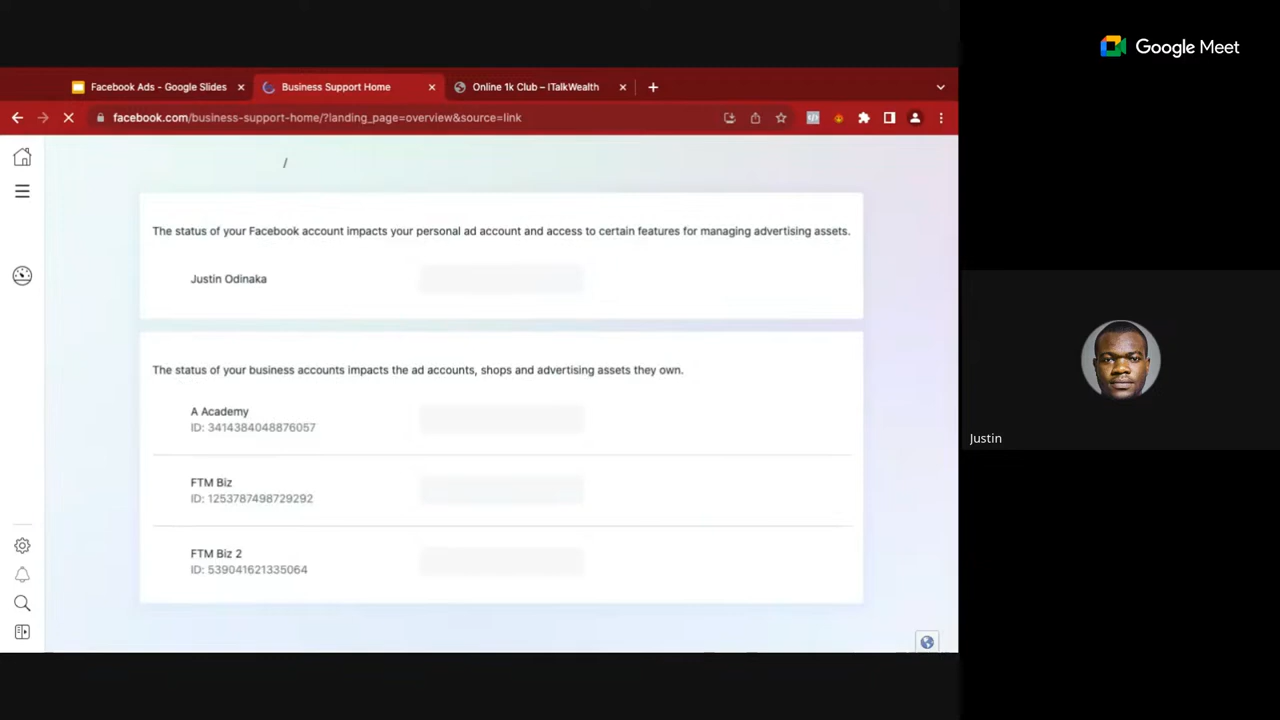 Google Meet
Facebook Ads - Google Slides
Business Support Home
Online 1k Club – ITalkWealth
facebook.com/business-support-home/?landing_page=overview&source=link
/
The status of your Facebook account impacts your personal ad account and access to certain features for managing advertising assets.
Justin Odinaka
The status of your business accounts impacts the ad accounts, shops and advertising assets they own.
A Academy
ID: 3414384048876057
FTM Biz
ID: 1253787498729292
FTM Biz 2
ID: 539041621335064
Justin